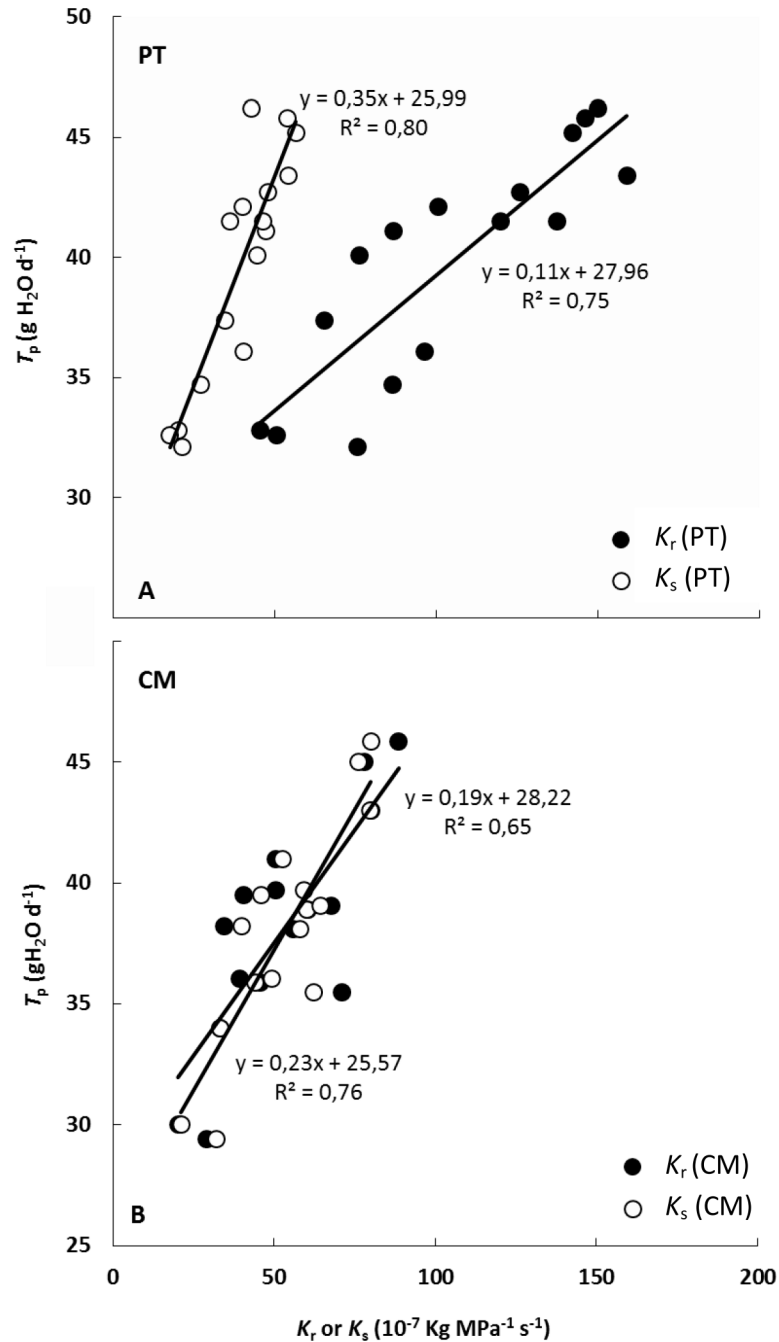 50
PT
y = 0,35x + 25,99
R² = 0,80
45
40
y = 0,11x + 27,96
R² = 0,75
Tp (g H₂O d⁻¹)
35
30
Kr (PT)
Ks (PT)
A
CM
45
y = 0,19x + 28,22
R² = 0,65
40
Tp (gH₂O d⁻¹)
35
y = 0,23x + 25,57
R² = 0,76
30
Kr (CM)
Ks (CM)
B
25
0 50 100 150 200
Kr or Ks (10⁻⁷ Kg MPa⁻¹ s⁻¹)